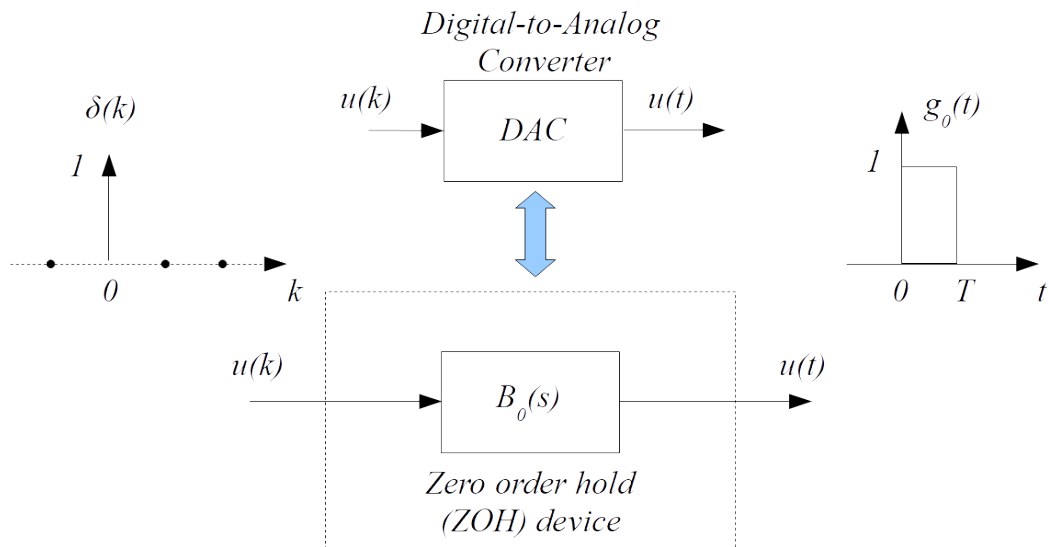 Digital-to-Analog
Converter
δ(k)
1
0
k
u(k)
DAC
u(t)
g₀(t)
1
0
T
t
u(k)
B₀(s)
u(t)
Zero order hold
(ZOH) device